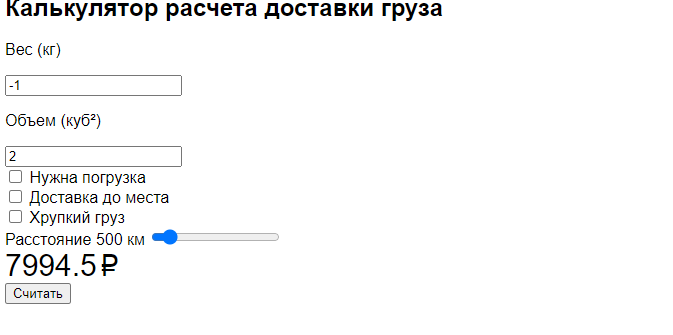 Калькулятор расчета доставки груза
Вес (кг)
-1
Объем (куб²)
2
Нужна погрузка
Доставка до места
Хрупкий груз
Расстояние 500 км
7994.5₽
Считать